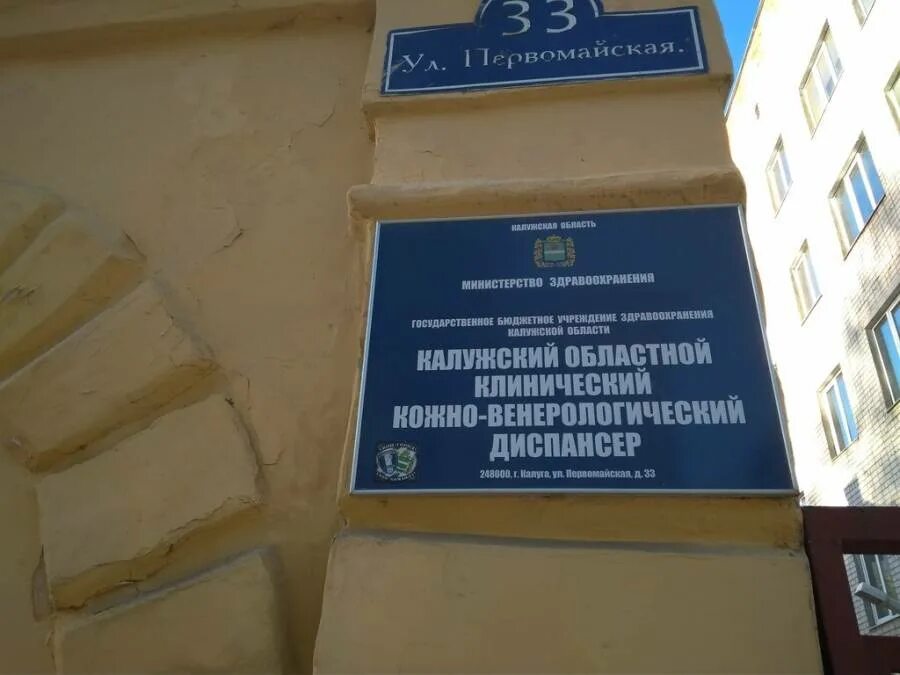 33
Ул. Первомайская.
КАЛУЖСКАЯ ОБЛАСТЬ
МИНИСТЕРСТВО ЗДРАВООХРАНЕНИЯ
ГОСУДАРСТВЕННОЕ БЮДЖЕТНОЕ УЧРЕЖДЕНИЕ ЗДРАВООХРАНЕНИЯ
КАЛУЖСКОЙ ОБЛАСТИ
КАЛУЖСКИЙ ОБЛАСТНОЙ
КЛИНИЧЕСКИЙ
КОЖНО-ВЕНЕРОЛОГИЧЕСКИЙ
ДИСПАНСЕР
248000, г. Калуга, ул. Первомайская, д. 33